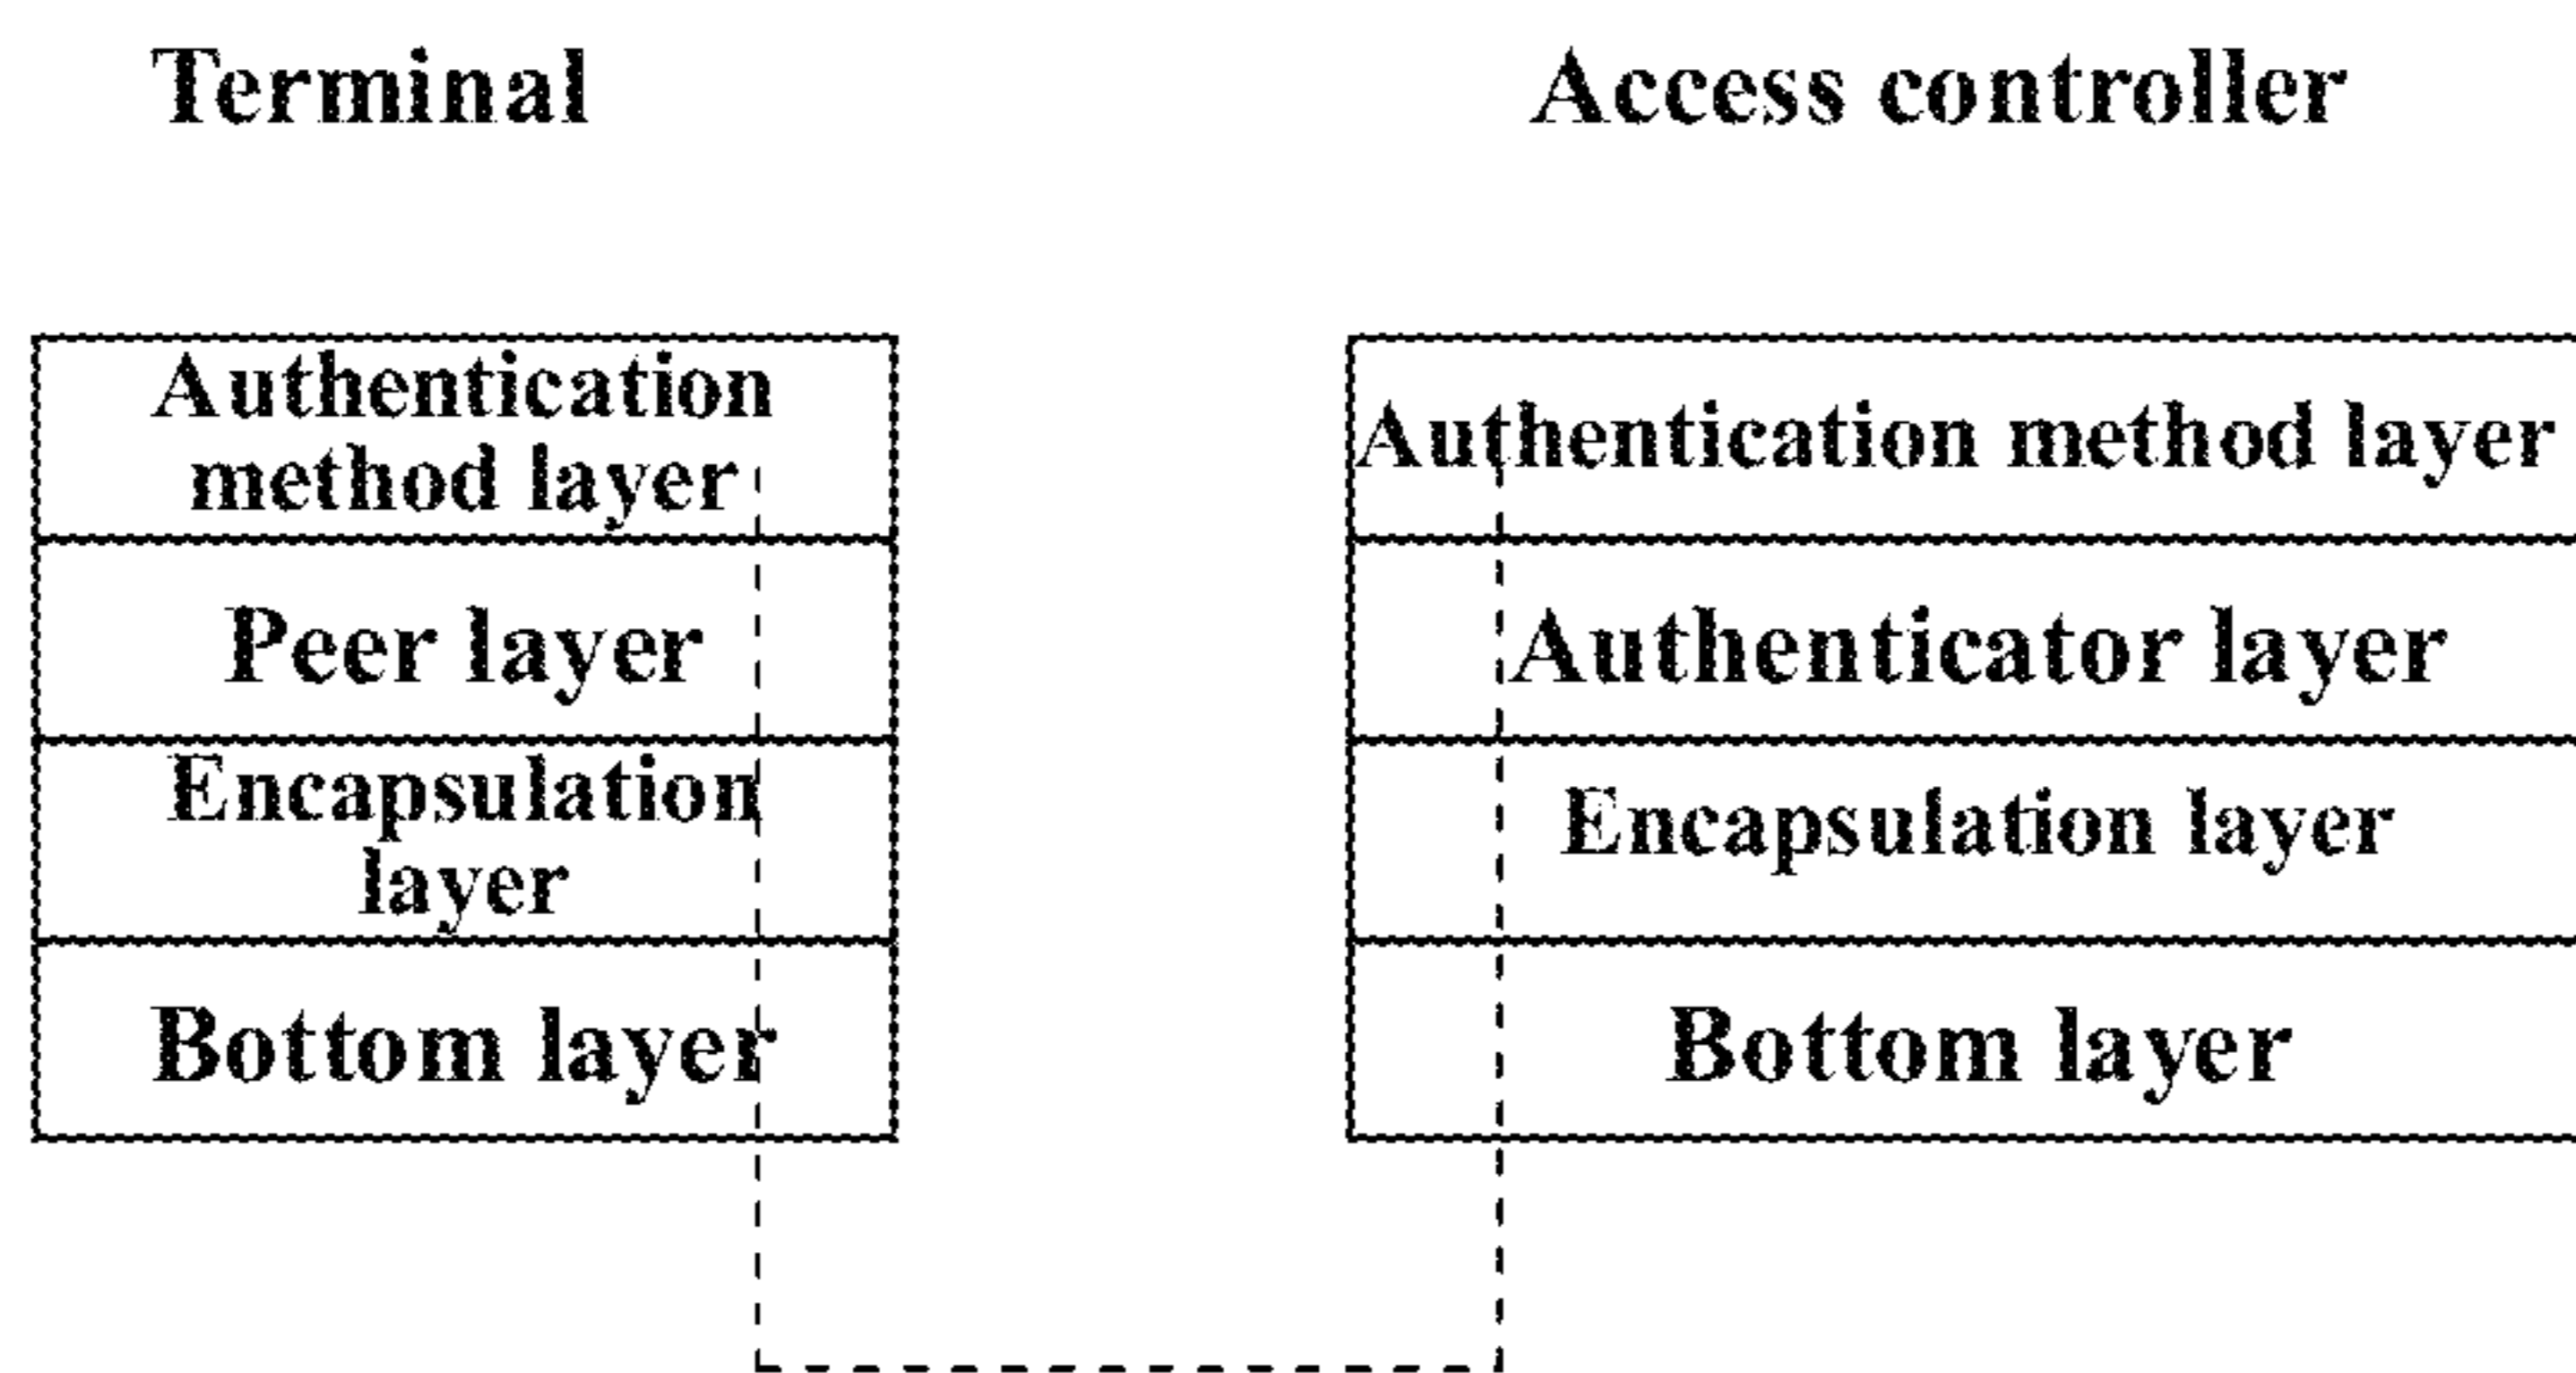 Terminal
Access controller
Authentication
method layer
Authentication method layer
Peer layer
Authenticator layer
Encapsulation
layer
Encapsulation layer
Bottom layer
Bottom layer